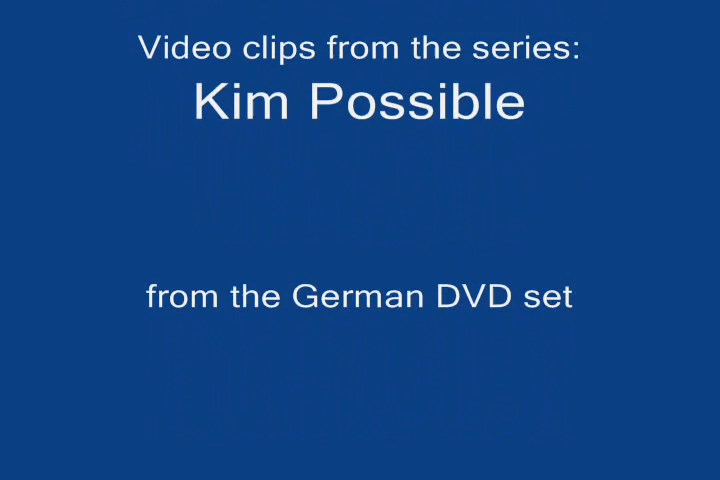 Video clips from the series:
Kim Possible
from the German DVD set